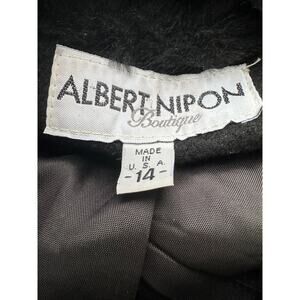 ALBERT NIPON
Boutique
MADE
IN
U. S. A.
-14-